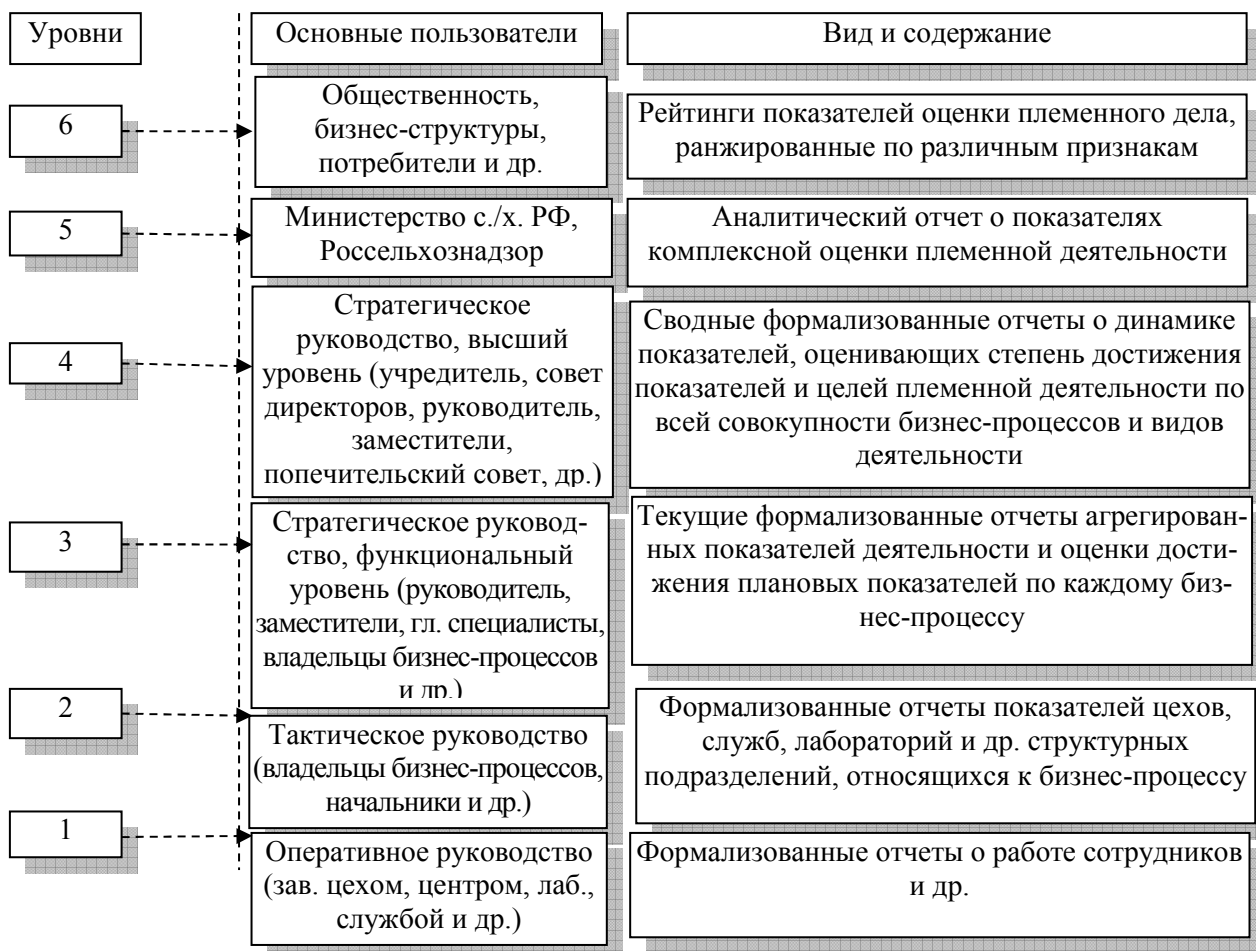 Уровни
Основные пользователи
Вид и содержание
6
Общественность,
бизнес-структуры,
потребители и др.
Рейтинги показателей оценки племенного дела,
ранжированные по различным признакам
5
Министерство с./х. РФ,
Россельхознадзор
Аналитический отчет о показателях
комплексной оценки племенной деятельности
4
Стратегическое
руководство, высший
уровень (учредитель, совет
директоров, руководитель,
заместители,
попечительский совет, др.)
Сводные формализованные отчеты о динамике
показателей, оценивающих степень достижения
показателей и целей племенной деятельности по
всей совокупности бизнес-процессов и видов
деятельности
3
Стратегическое руковод-
ство, функциональный
уровень (руководитель,
заместители, гл. специалисты,
владельцы бизнес-процессов
и др.)
Текущие формализованные отчеты агрегирован-
ных показателей деятельности и оценки дости-
жения плановых показателей по каждому биз-
нес-процессу
2
Тактическое руководство
(владельцы бизнес-процессов,
начальники и др.)
Формализованные отчеты показателей цехов,
служб, лабораторий и др. структурных
подразделений, относящихся к бизнес-процессу
1
Оперативное руководство
(зав. цехом, центром, лаб.,
службой и др.)
Формализованные отчеты о работе сотрудников
и др.